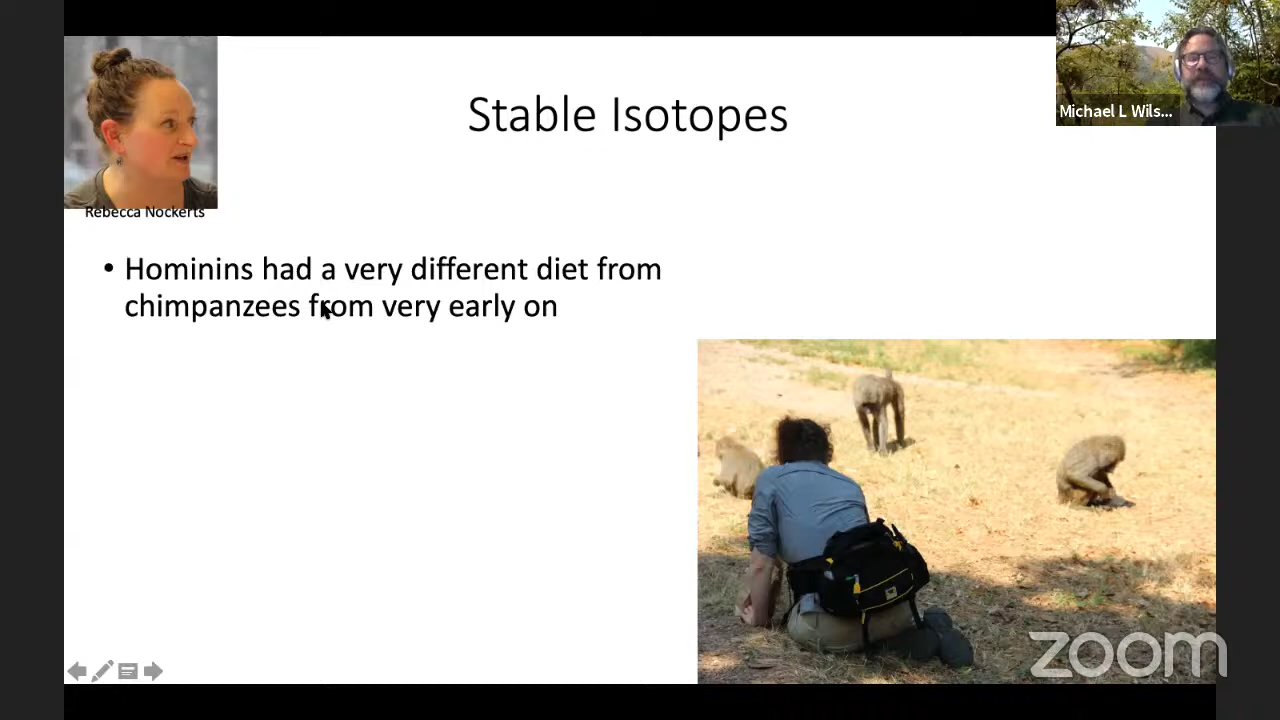 Stable Isotopes
Michael L Wils...
Rebecca Nockerts
• Hominins had a very different diet from
chimpanzees from very early on
zoom